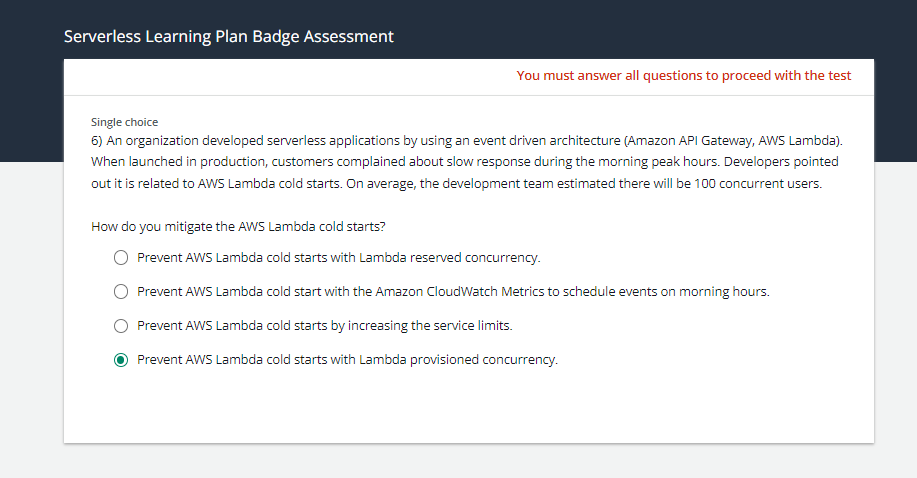 Serverless Learning Plan Badge Assessment
You must answer all questions to proceed with the test
Single choice
6) An organization developed serverless applications by using an event driven architecture (Amazon API Gateway, AWS Lambda).
When launched in production, customers complained about slow response during the morning peak hours. Developers pointed
out it is related to AWS Lambda cold starts. On average, the development team estimated there will be 100 concurrent users.
How do you mitigate the AWS Lambda cold starts?
Prevent AWS Lambda cold starts with Lambda reserved concurrency.
Prevent AWS Lambda cold start with the Amazon CloudWatch Metrics to schedule events on morning hours.
Prevent AWS Lambda cold starts by increasing the service limits.
Prevent AWS Lambda cold starts with Lambda provisioned concurrency.